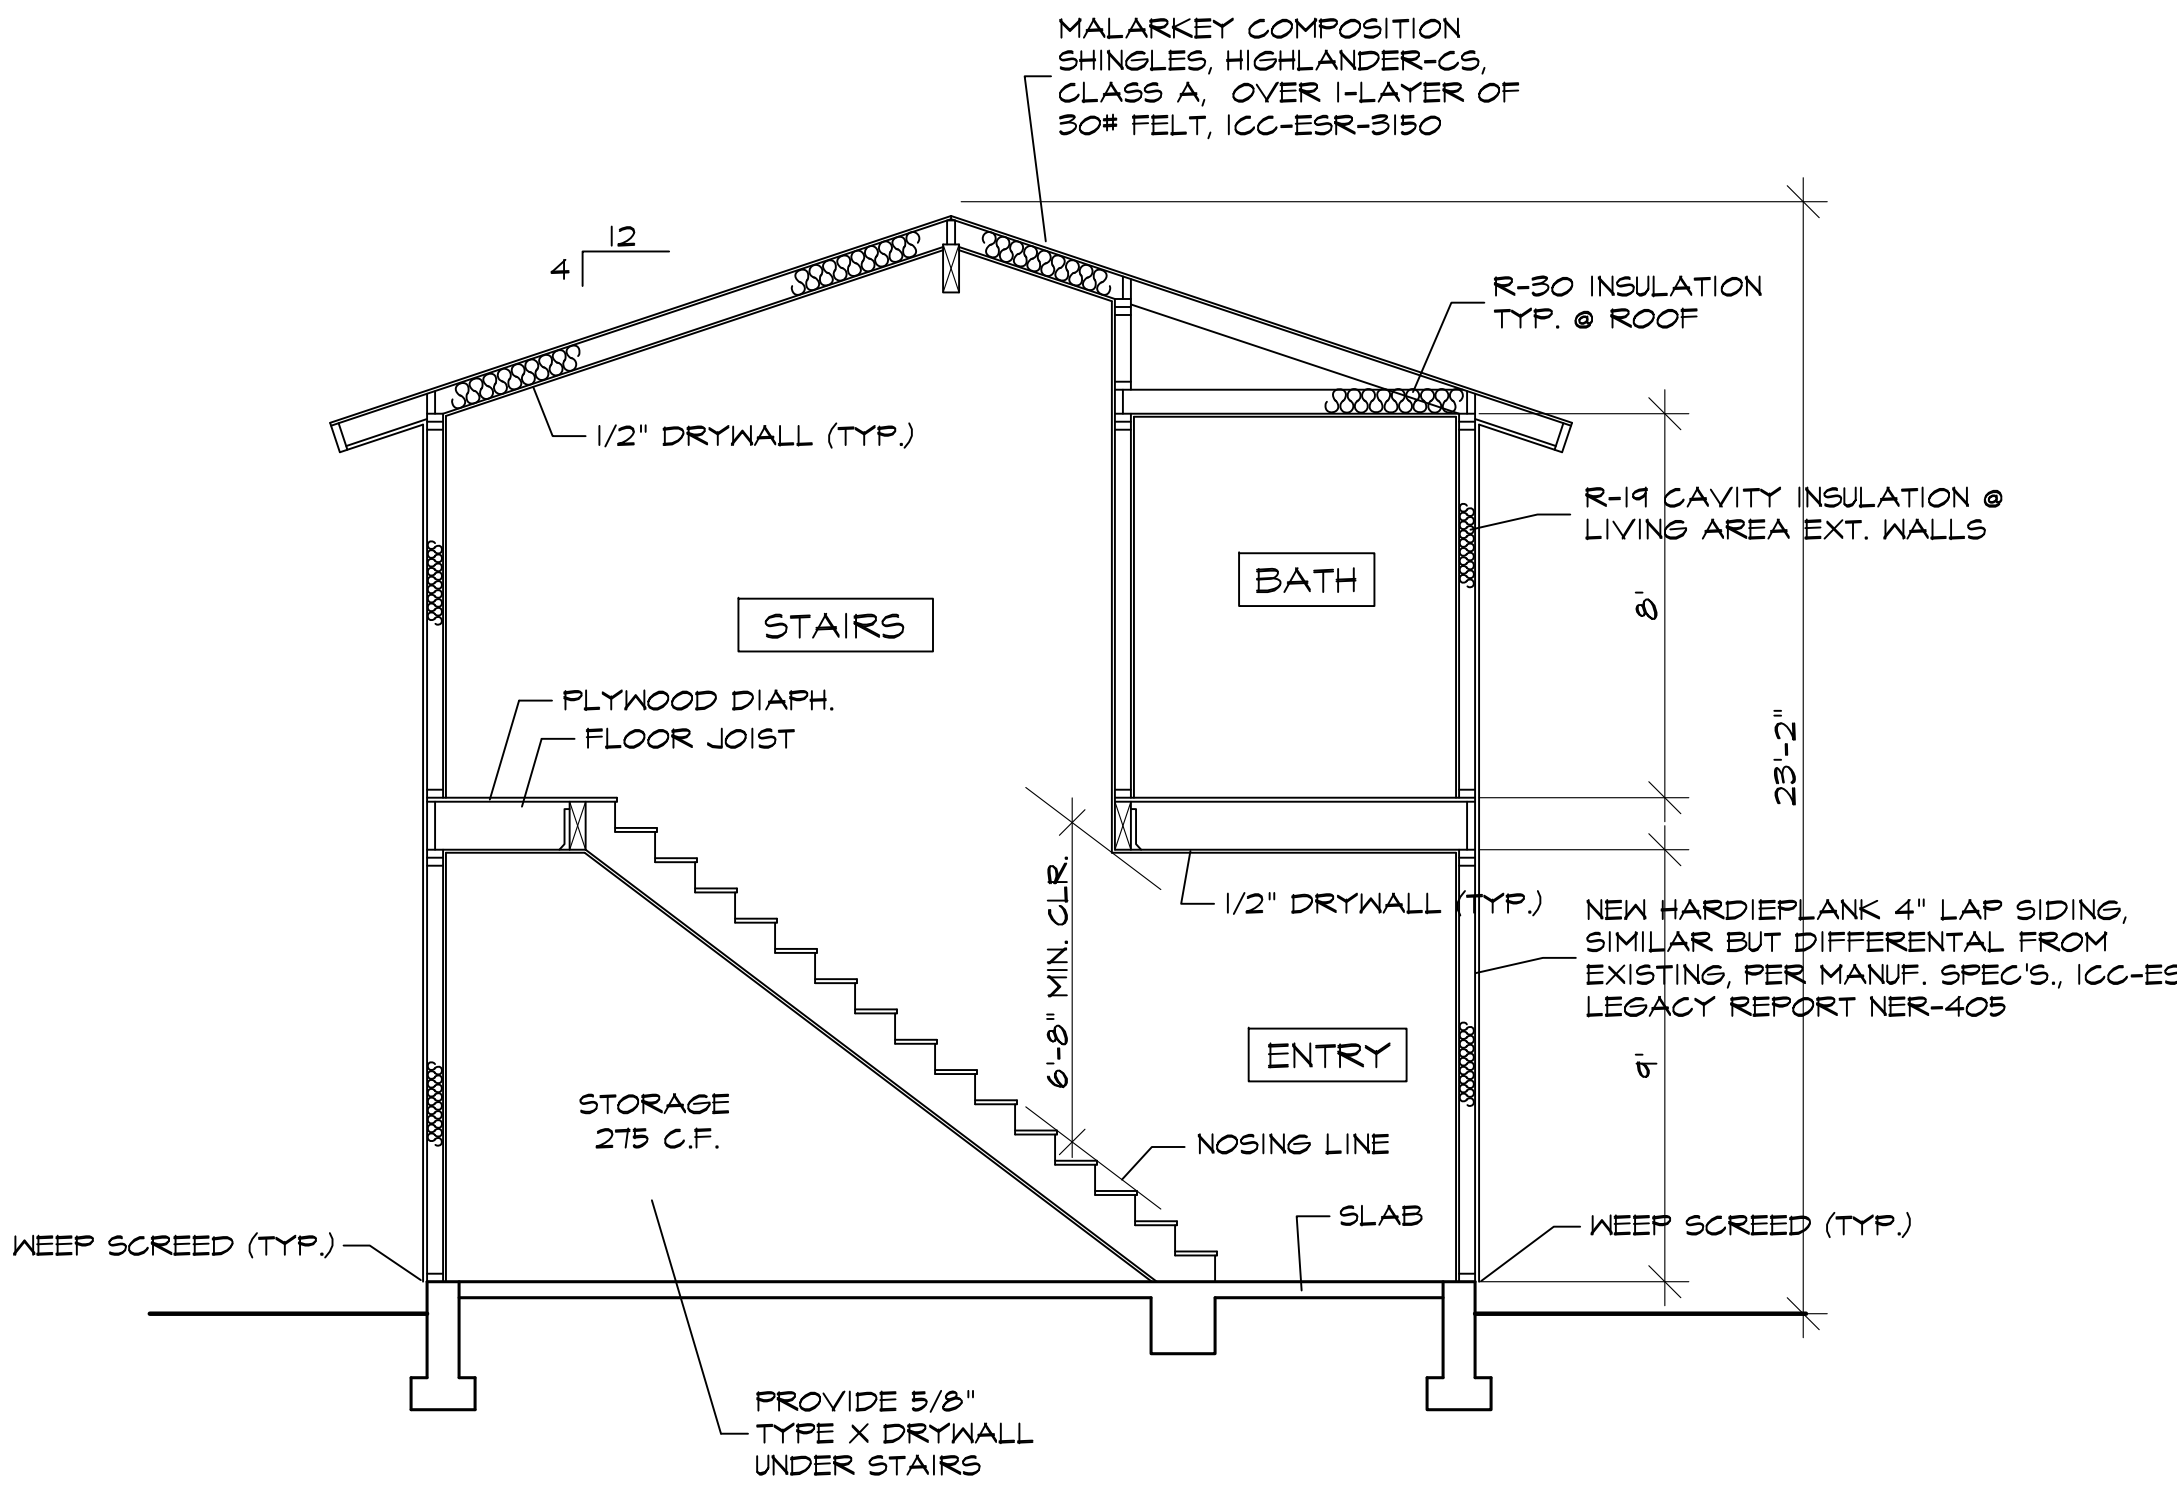 MALARKEY COMPOSITION
SHINGLES, HIGHLANDER-CS,
CLASS A, OVER 1-LAYER OF
30# FELT, ICC-ESR-3150
12
4
R-30 INSULATION
TYP. @ ROOF
1/2" DRYWALL (TYP.)
R-19 CAVITY INSULATION @
LIVING AREA EXT. WALLS
BATH
8'
STAIRS
PLYWOOD DIAPH.
FLOOR JOIST
23'-2"
6'-8" MIN. CLR.
1/2" DRYWALL (TYP.)
NEW HARDIEPLANK 4" LAP SIDING,
SIMILAR BUT DIFFERENTAL FROM
EXISTING, PER MANUF. SPEC'S., ICC-ES
LEGACY REPORT NER-405
ENTRY
9'
STORAGE
275 C.F.
NOSING LINE
SLAB
WEEP SCREED (TYP.)
WEEP SCREED (TYP.)
PROVIDE 5/8"
TYPE X DRYWALL
UNDER STAIRS